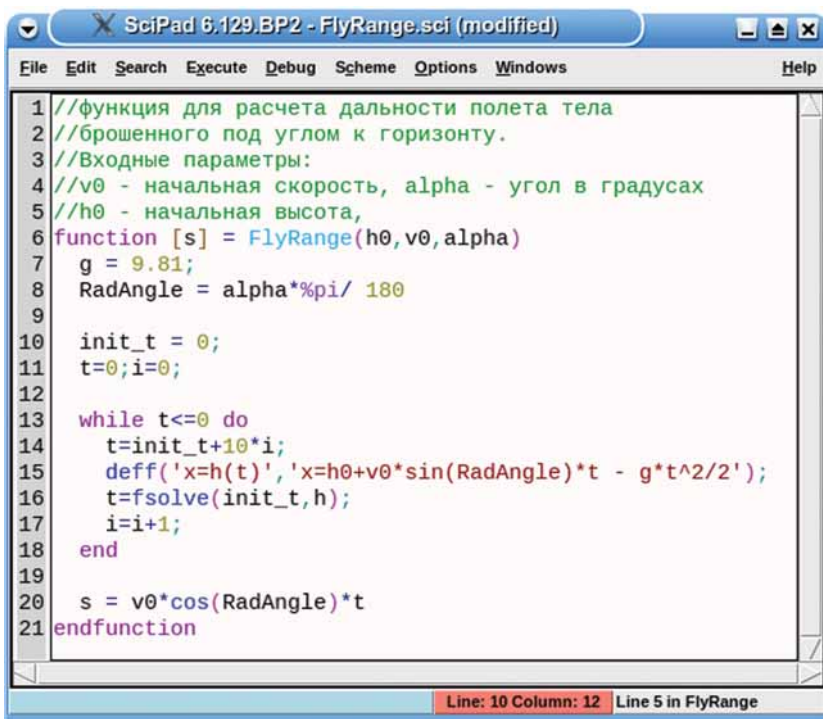 SciPad 6.129.BP2 - FlyRange.sci (modified)
File Edit Search Execute Debug Scheme Options Windows Help
1 //функция для расчета дальности полета тела
2 //брошенного под углом к горизонту.
3 //Входные параметры:
4 //v0 - начальная скорость, alpha - угол в градусах
5 //h0 - начальная высота,
6 function [s] = FlyRange(h0,v0,alpha)
7 g = 9.81;
8 RadAngle = alpha*%pi/ 180
9
10 init_t = 0;
11 t=0;i=0;
12
13 while t<=0 do
14 t=init_t+10*i;
15 deff('x=h(t)','x=h0+v0*sin(RadAngle)*t - g*t^2/2');
16 t=fsolve(init_t,h);
17 i=i+1;
18 end
19
20 s = v0*cos(RadAngle)*t
21 endfunction
Line: 10 Column: 12 Line 5 in FlyRange